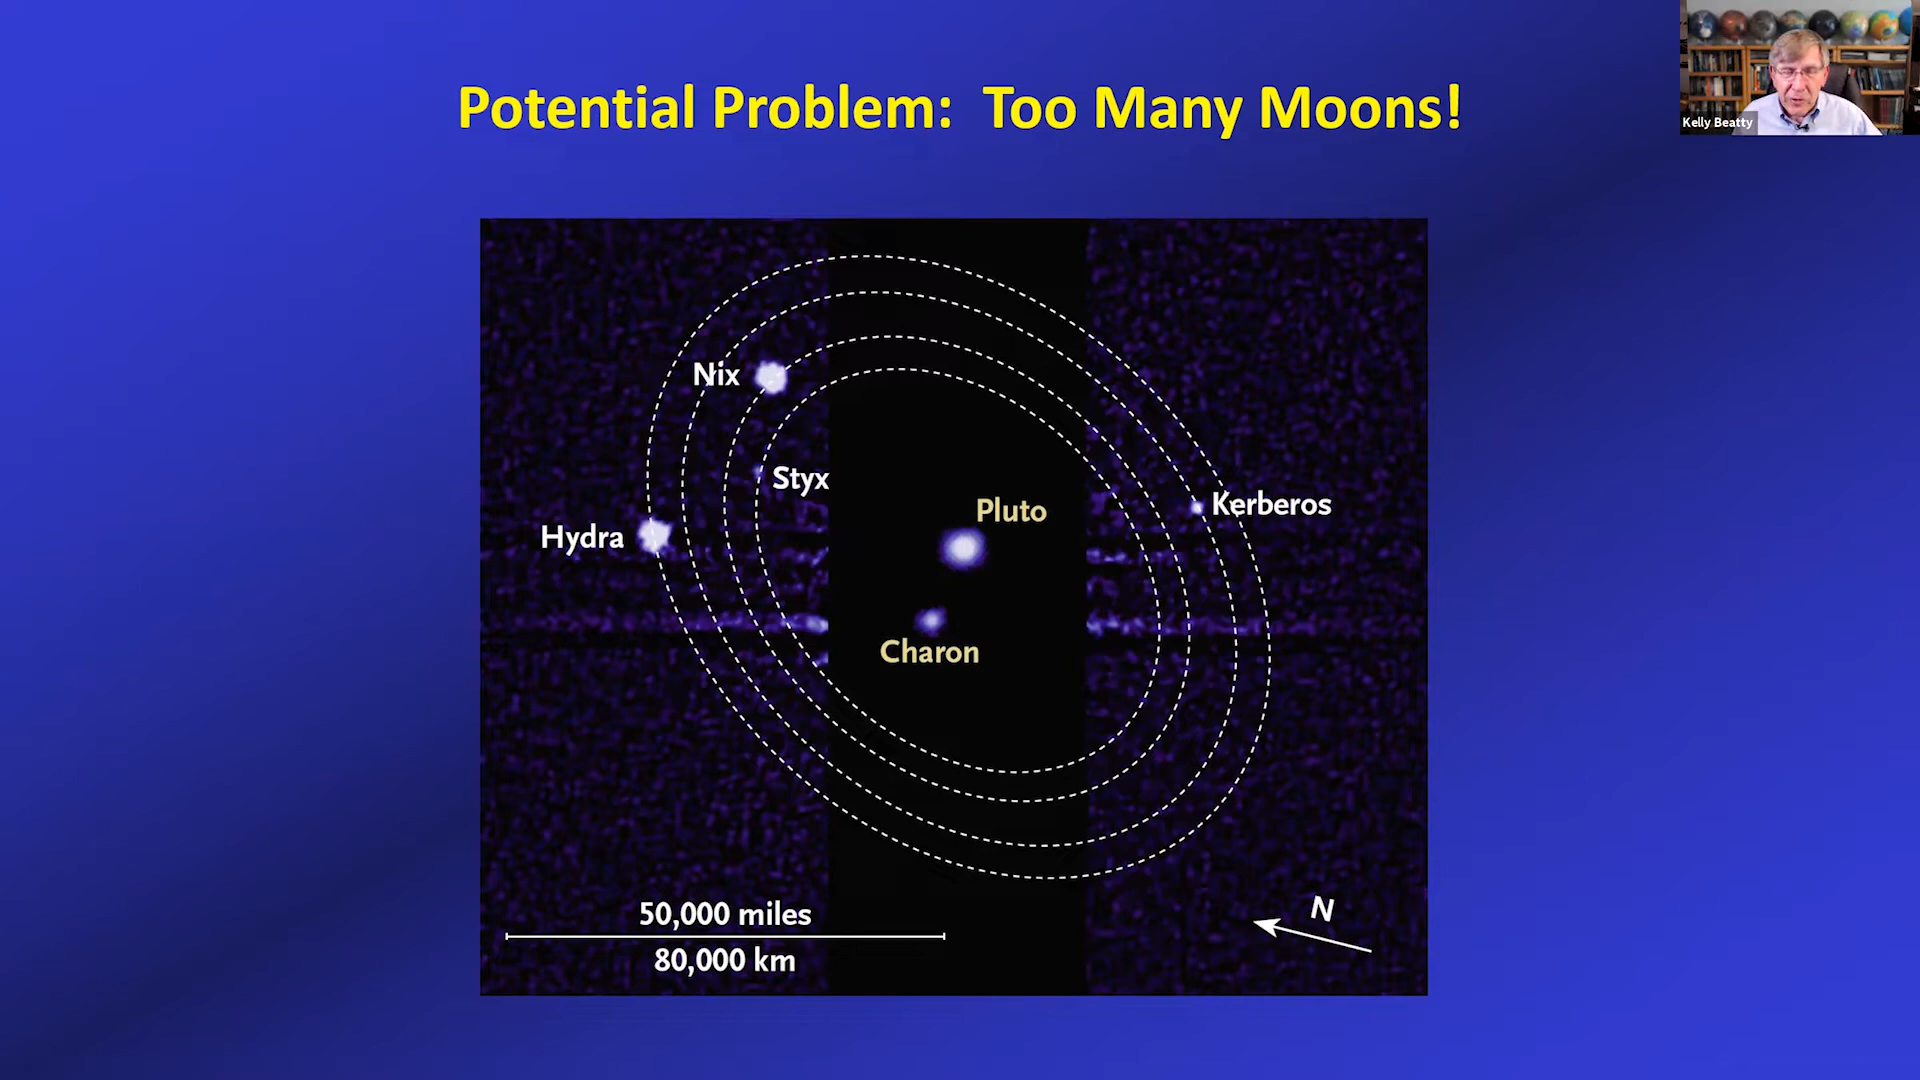 Potential Problem: Too Many Moons!
Kelly Beatty
Nix
Styx
Hydra
Pluto
Kerberos
Charon
50,000 miles
80,000 km
N